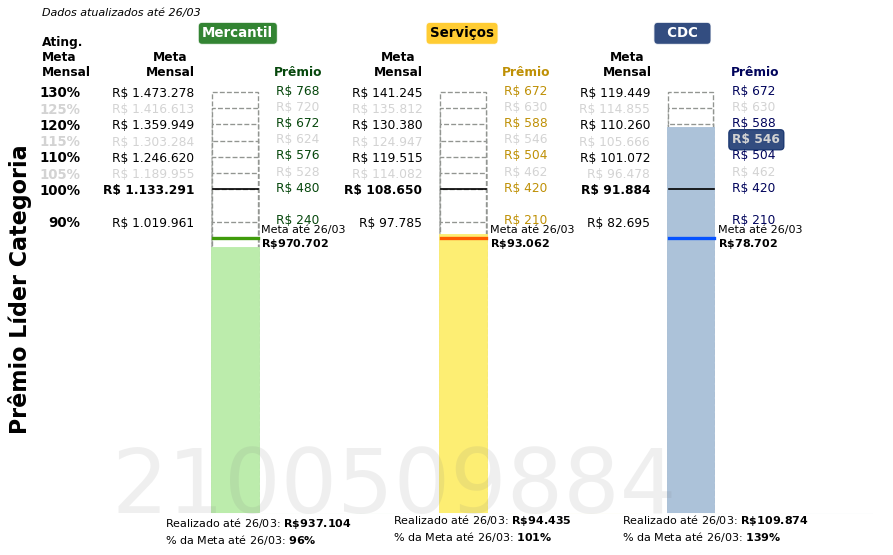 Dados atualizados até 26/03
Mercantil Serviços CDC
Ating.
Meta Meta Meta Meta
Mensal Mensal Prêmio Mensal Prêmio Mensal Prêmio
130% R$ 1.473.278 R$ 768 R$ 141.245 R$ 672 R$ 119.449 R$ 672
125% R$ 1.416.613 R$ 720 R$ 135.812 R$ 630 R$ 114.855 R$ 630
120% R$ 1.359.949 R$ 672 R$ 130.380 R$ 588 R$ 110.260 R$ 588
115% R$ 1.303.284 R$ 624 R$ 124.947 R$ 546 R$ 105.666 R$ 546
110% R$ 1.246.620 R$ 576 R$ 119.515 R$ 504 R$ 101.072 R$ 504
105% R$ 1.189.955 R$ 528 R$ 114.082 R$ 462 R$ 96.478 R$ 462
100% R$ 1.133.291 R$ 480 R$ 108.650 R$ 420 R$ 91.884 R$ 420
90% R$ 1.019.961 R$ 240 R$ 97.785 R$ 210 R$ 82.695 R$ 210
Meta até 26/03 Meta até 26/03 Meta até 26/03
R$970.702 R$93.062 R$78.702
Prêmio Líder Categoria
2100509884
Realizado até 26/03: R$937.104 Realizado até 26/03: R$94.435 Realizado até 26/03: R$109.874
% da Meta até 26/03: 96% % da Meta até 26/03: 101% % da Meta até 26/03: 139%